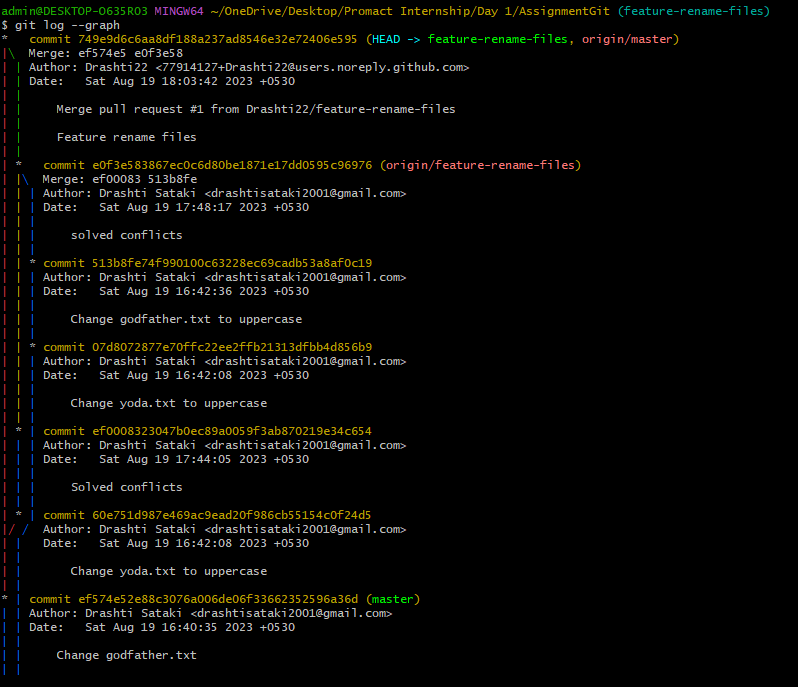 admin@DESKTOP-O635RO3 MINGW64 ~/OneDrive/Desktop/Promact Internship/Day 1/AssignmentGit (feature-rename-files)
$ git log --graph
*   commit 749e9d6c6aa8df188a237ad8546e32e72406e595 (HEAD -> feature-rename-files, origin/master)
|\  Merge: ef574e5 e0f3e58
| | Author: Drashti22 <77914127+Drashti22@users.noreply.github.com>
| | Date:   Sat Aug 19 18:03:42 2023 +0530
| |
| |     Merge pull request #1 from Drashti22/feature-rename-files
| |
| |     Feature rename files
| |
| *   commit e0f3e583867ec0c6d80be1871e17dd0595c96976 (origin/feature-rename-files)
| |\  Merge: ef00083 513b8fe
| | | Author: Drashti Sataki <drashtisataki2001@gmail.com>
| | | Date:   Sat Aug 19 17:48:17 2023 +0530
| | |
| | |     solved conflicts
| | |
| | * commit 513b8fe74f990100c63228ec69cadb53a8af0c19
| | | Author: Drashti Sataki <drashtisataki2001@gmail.com>
| | | Date:   Sat Aug 19 16:42:36 2023 +0530
| | |
| | |     Change godfather.txt to uppercase
| | |
| | * commit 07d8072877e70ffc22ee2ffb21313dfbb4d856b9
| | | Author: Drashti Sataki <drashtisataki2001@gmail.com>
| | | Date:   Sat Aug 19 16:42:08 2023 +0530
| | |
| | |     Change yoda.txt to uppercase
| | |
| * | commit ef0008323047b0ec89a0059f3ab870219e34c654
| | | Author: Drashti Sataki <drashtisataki2001@gmail.com>
| | | Date:   Sat Aug 19 17:44:05 2023 +0530
| | |
| | |     Solved conflicts
| | |
| * | commit 60e751d987e469ac9ead20f986cb55154c0f24d5
|/ /  Author: Drashti Sataki <drashtisataki2001@gmail.com>
| |   Date:   Sat Aug 19 16:42:08 2023 +0530
| |
| |       Change yoda.txt to uppercase
| |
* | commit ef574e52e88c3076a006de06f33662352596a36d (master)
| | Author: Drashti Sataki <drashtisataki2001@gmail.com>
| | Date:   Sat Aug 19 16:40:35 2023 +0530
| |
| |     Change godfather.txt
| |